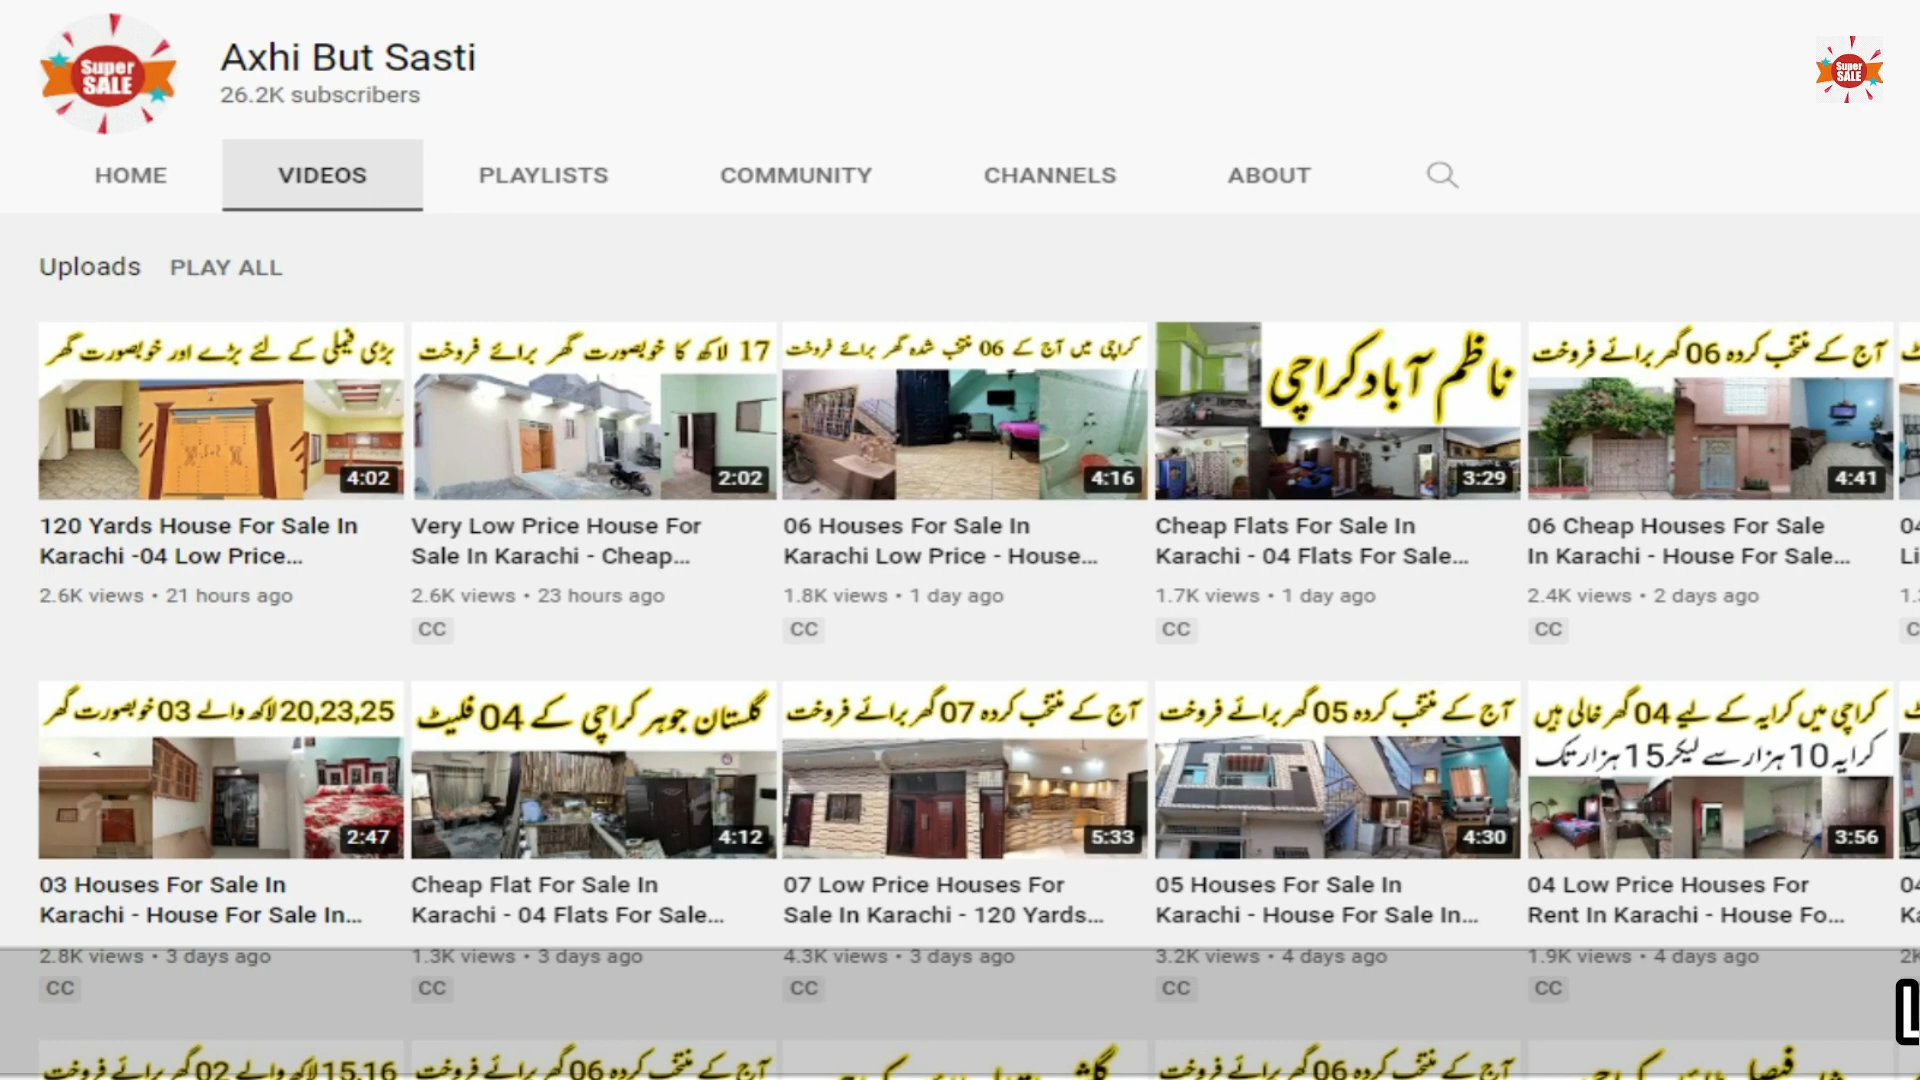 Super
SALE
Axhi But Sasti
26.2K subscribers
Super
SALE
HOME
VIDEOS
PLAYLISTS
COMMUNITY
CHANNELS
ABOUT
Uploads
PLAY ALL
بڑی فیملی کے لئے بڑے اور خوبصورت گھر
4:02
17 لاکھ کا خوبصورت گھر برائے فروخت
2:02
کراچی میں آج کے 06 منتخب شدہ گھر برائے فروخت
4:16
ناظم آباد کراچی
3:29
آج کے منتخب کردہ 06 گھر برائے فروخت
4:41
120 Yards House For Sale In
Karachi -04 Low Price...
2.6K views • 21 hours ago
Very Low Price House For
Sale In Karachi - Cheap...
2.6K views • 23 hours ago
CC
06 Houses For Sale In
Karachi Low Price - House...
1.8K views • 1 day ago
CC
Cheap Flats For Sale In
Karachi - 04 Flats For Sale...
1.7K views • 1 day ago
CC
06 Cheap Houses For Sale
In Karachi - House For Sale...
2.4K views • 2 days ago
CC
20,23,25 لاکھ والے 03 خوبصورت گھر
2:47
گلستان جوہر کراچی کے 04 فلیٹ
4:12
آج کے منتخب کردہ 07 گھر برائے فروخت
5:33
آج کے منتخب کردہ 05 گھر برائے فروخت
4:30
کراچی میں کرایہ کے لیے 04 گھر خالی ہیں
کرایہ 10 ہزار سے لیکر 15 ہزار تک
3:56
03 Houses For Sale In
Karachi - House For Sale In...
2.8K views • 3 days ago
CC
Cheap Flat For Sale In
Karachi - 04 Flats For Sale...
1.3K views • 3 days ago
CC
07 Low Price Houses For
Sale In Karachi - 120 Yards...
4.3K views • 3 days ago
CC
05 Houses For Sale In
Karachi - House For Sale In...
3.2K views • 4 days ago
CC
04 Low Price Houses For
Rent In Karachi - House Fo...
1.9K views • 4 days ago
CC
15,16 لاکھ والے 02 گھر برائے فروخت
آج کے منتخب کردہ 06 گھر برائے فروخت
آج کے منتخب کردہ 06 گھر برائے فروخت